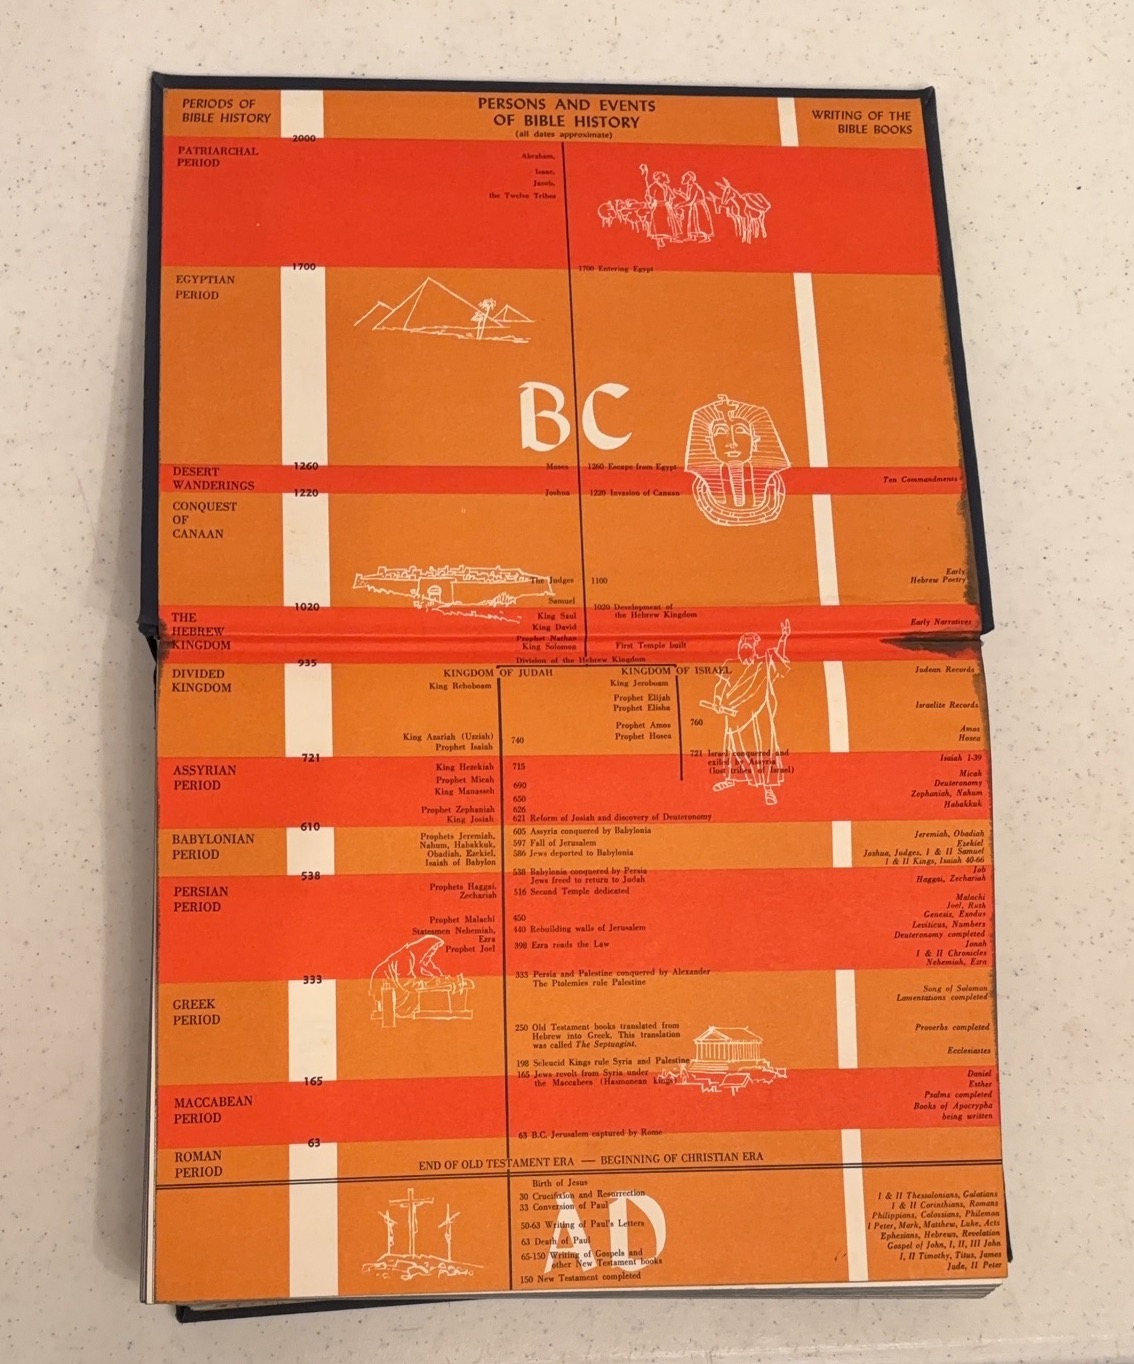 PERIODS OF
BIBLE HISTORY
PERSONS AND EVENTS
OF BIBLE HISTORY
(all dates approximate)
WRITING OF THE
BIBLE BOOKS
2000
PATRIARCHAL
PERIOD
Abraham,
Isaac,
Jacob,
the Twelve Tribes
1700
1700 Entering Egypt
EGYPTIAN
PERIOD
BC
1260
Moses
1260 Escape from Egypt
DESERT
WANDERINGS
Ten Commandments
1220
Joshua
1220 Invasion of Canaan
CONQUEST
OF
CANAAN
The Judges
1100
Early
Hebrew Poetry
Samuel
1020
1020 Development of
the Hebrew Kingdom
THE
HEBREW
KINGDOM
King Saul
King David
Prophet Nathan
King Solomon
First Temple built
Early Narratives
935
Division of the Hebrew Kingdom
DIVIDED
KINGDOM
KINGDOM OF JUDAH
KINGDOM OF ISRAEL
King Rehoboam
King Jeroboam
Prophet Elijah
Prophet Elisha
Prophet Amos
760
Prophet Hosea
King Azariah (Uzziah)
Prophet Isaiah
740
Judean Records
Israelite Records
Amos
Hosea
721
721 Israel conquered and
exiled by Assyria
(lost tribes of Israel)
Isaiah 1-39
ASSYRIAN
PERIOD
King Hezekiah
715
Prophet Micah
690
King Manasseh
650
Prophet Zephaniah
626
King Josiah
621 Reform of Josiah and discovery of Deuteronomy
Micah
Deuteronomy
Zephaniah, Nahum
Habakkuk
610
BABYLONIAN
PERIOD
Prophets Jeremiah,
Nahum, Habakkuk,
Obadiah, Ezekiel,
Isaiah of Babylon
605 Assyria conquered by Babylonia
597 Fall of Jerusalem
586 Jews deported to Babylonia
Jeremiah, Obadiah
Ezekiel
Joshua, Judges, I & II Samuel
I & II Kings, Isaiah 40-66
Job
538
538 Babylonia conquered by Persia
Jews freed to return to Judah
Haggai, Zechariah
PERSIAN
PERIOD
Prophets Haggai,
Zechariah
516 Second Temple dedicated
Prophet Malachi
450
Statesmen Nehemiah,
Ezra
440 Rebuilding walls of Jerusalem
Prophet Joel
398 Ezra reads the Law
Malachi
Joel, Ruth
Genesis, Exodus
Leviticus, Numbers
Deuteronomy completed
Jonah
I & II Chronicles
Nehemiah, Ezra
333
333 Persia and Palestine conquered by Alexander
The Ptolemies rule Palestine
GREEK
PERIOD
Song of Solomon
Lamentations completed
250 Old Testament books translated from
Hebrew into Greek. This translation
was called The Septuagint.
Proverbs completed
Ecclesiastes
198 Seleucid Kings rule Syria and Palestine
165
165 Jews revolt from Syria under
the Maccabees (Hasmonean kings)
MACCABEAN
PERIOD
Daniel
Esther
Psalms completed
Books of Apocrypha
being written
63
63 B.C. Jerusalem captured by Rome
ROMAN
PERIOD
END OF OLD TESTAMENT ERA — BEGINNING OF CHRISTIAN ERA
AD
Birth of Jesus
30 Crucifixion and Resurrection
33 Conversion of Paul
50-63 Writing of Paul's Letters
63 Death of Paul
65-150 Writing of Gospels and
other New Testament books
150 New Testament completed
I & II Thessalonians, Galatians
I & II Corinthians, Romans
Philippians, Colossians, Philemon
I Peter, Mark, Matthew, Luke, Acts
Ephesians, Hebrews, Revelation
Gospel of John, I, II, III John
I, II Timothy, Titus, James
Jude, II Peter